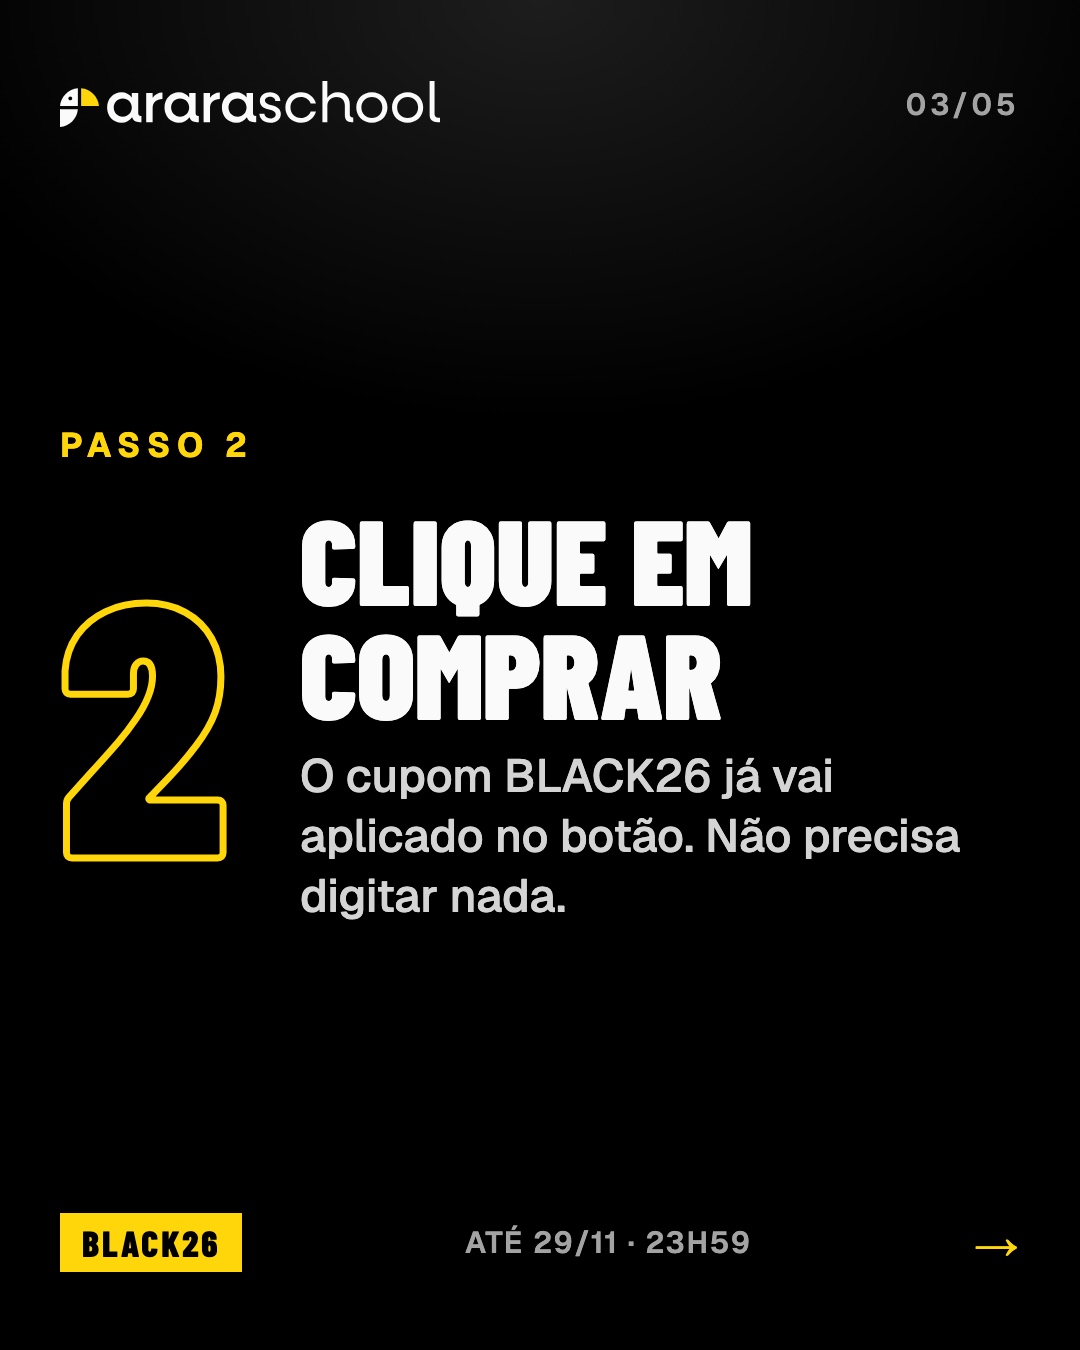 araraschool
03/05
PASSO 2
2
CLIQUE EM
COMPRAR
O cupom BLACK26 já vai
aplicado no botão. Não precisa
digitar nada.
BLACK26
ATÉ 29/11 · 23H59
→